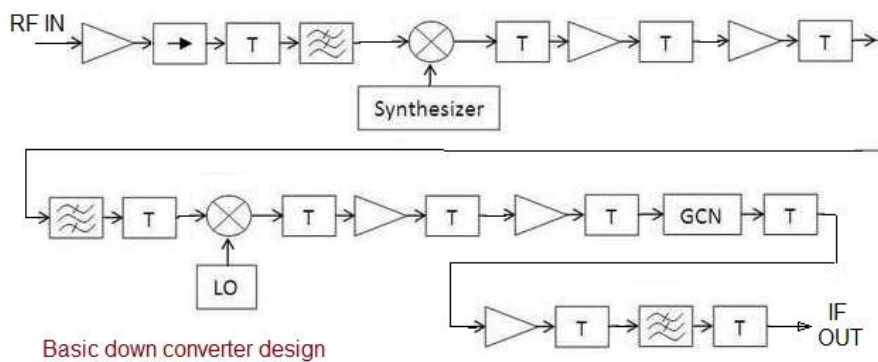 RF IN
T
T
T
T
Synthesizer
T
T
T
T
GCN
T
LO
T
T
IF
OUT
Basic down converter design